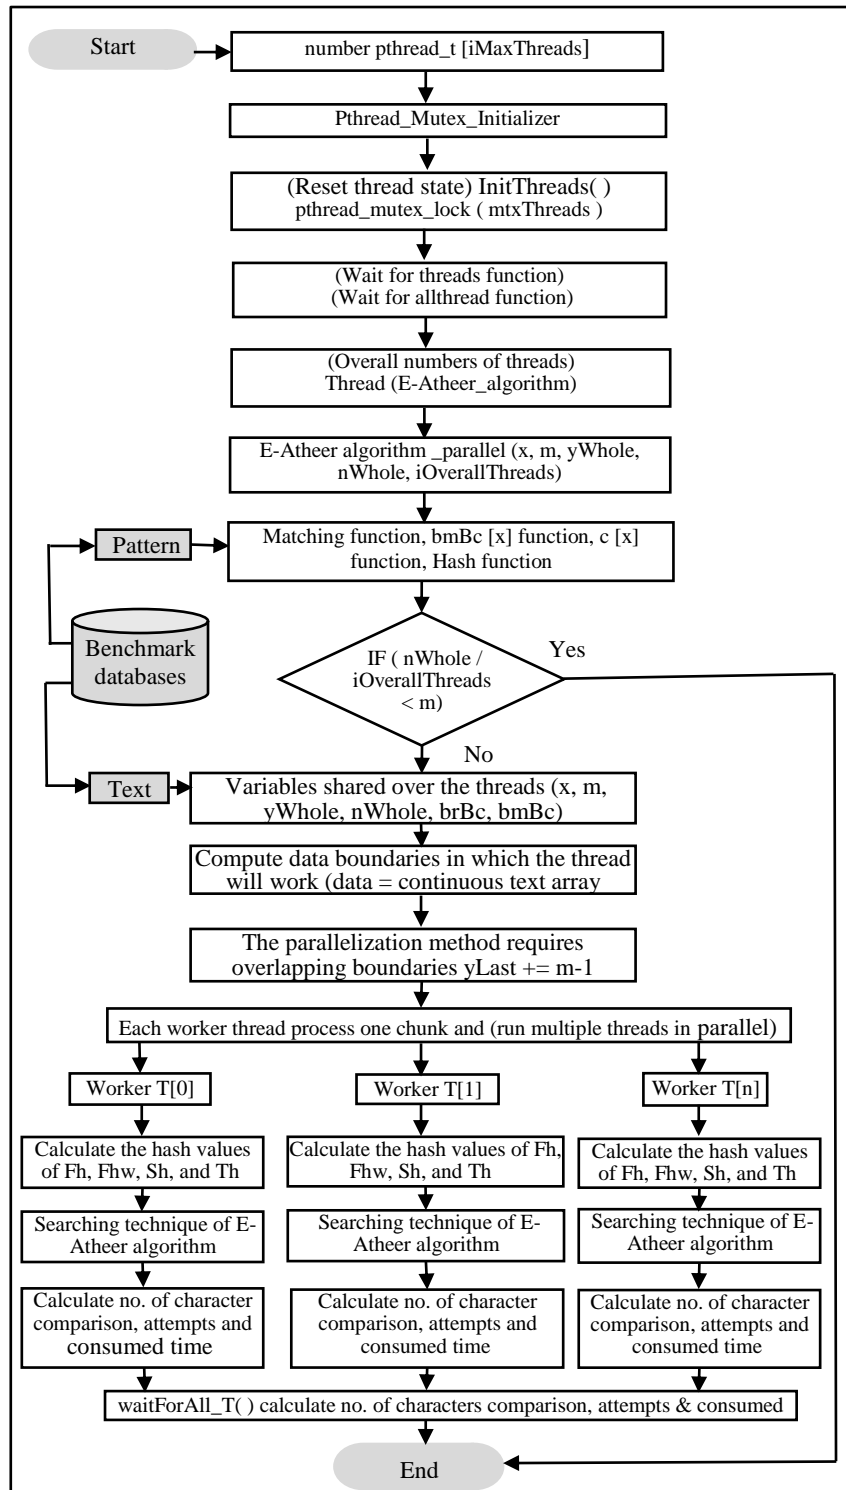 Start
number pthread_t [iMaxThreads]
Pthread_Mutex_Initializer
(Reset thread state) InitThreads( )
pthread_mutex_lock ( mtxThreads )
(Wait for threads function)
(Wait for allthread function)
(Overall numbers of threads)
Thread (E-Atheer_algorithm)
E-Atheer algorithm _parallel (x, m, yWhole,
nWhole, iOverallThreads)
Pattern
Matching function, bmBc [x] function, c [x]
function, Hash function
Benchmark
databases
IF ( nWhole /
iOverallThreads
< m)
Yes
No
Text
Variables shared over the threads (x, m,
yWhole, nWhole, brBc, bmBc)
Compute data boundaries in which the thread
will work (data = continuous text array
The parallelization method requires
overlapping boundaries yLast += m-1
Each worker thread process one chunk and (run multiple threads in parallel)
Worker T[0]
Worker T[1]
Worker T[n]
Calculate the hash values
of Fh, Fhw, Sh, and Th
Calculate the hash values of Fh,
Fhw, Sh, and Th
Calculate the hash values
of Fh, Fhw, Sh, and Th
Searching technique of E-
Atheer algorithm
Searching technique of E-
Atheer algorithm
Searching technique of E-
Atheer algorithm
Calculate no. of character
comparison, attempts and
consumed time
Calculate no. of character
comparison, attempts and
consumed time
Calculate no. of character
comparison, attempts and
consumed time
waitForAll_T( ) calculate no. of characters comparison, attempts & consumed
End